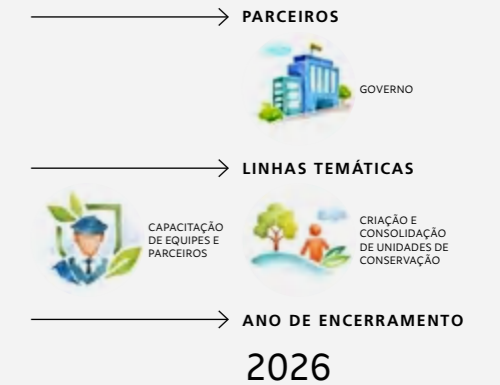 PARCEIROS
GOVERNO
LINHAS TEMÁTICAS
CAPACITAÇÃO
DE EQUIPES E
PARCEIROS
CRIAÇÃO E
CONSOLIDAÇÃO
DE UNIDADES DE
CONSERVAÇÃO
ANO DE ENCERRAMENTO
2026